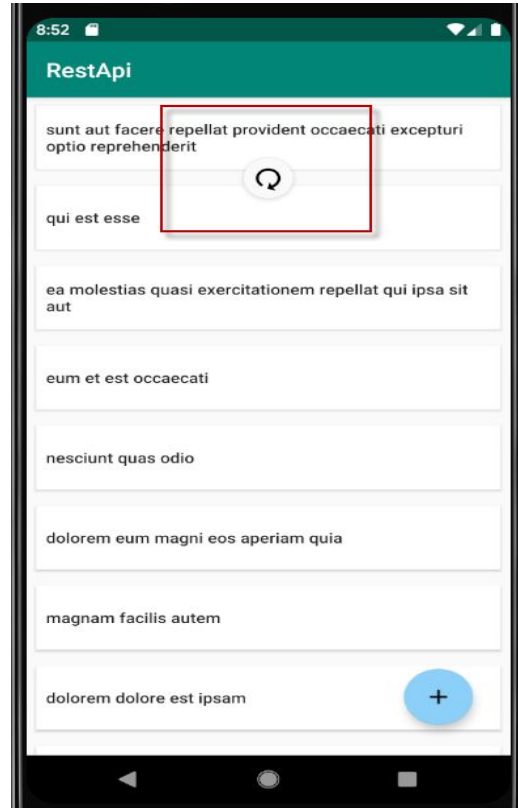 8:52
RestApi
sunt aut facere repellat provident occaecati excepturi
optio reprehenderit
qui est esse
ea molestias quasi exercitationem repellat qui ipsa sit
aut
eum et est occaecati
nesciunt quas odio
dolorem eum magni eos aperiam quia
magnam facilis autem
dolorem dolore est ipsam
+